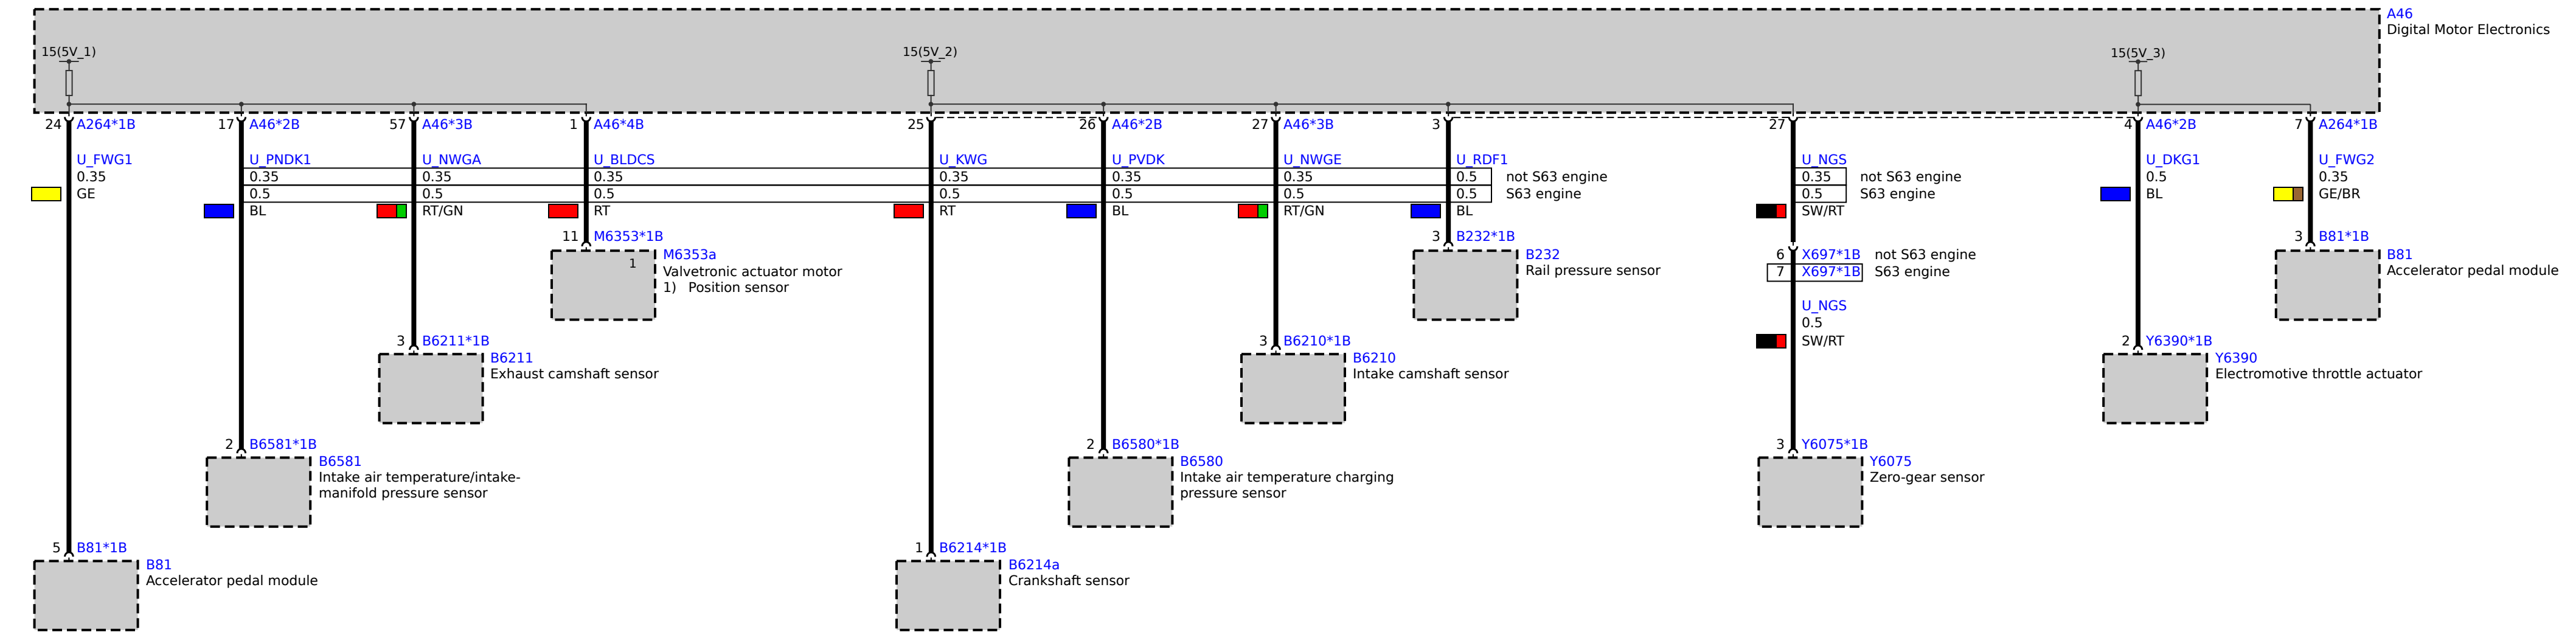 A46
Digital Motor Electronics
15(5V_1)
15(5V_2)
15(5V_3)
24 A264*1B
17 A46*2B
57 A46*3B
1 A46*4B
25
26 A46*2B
27 A46*3B
3
27
4 A46*2B
7 A264*1B
U_FWG1
U_PNDK1
U_NWGA
U_BLDCS
U_KWG
U_PVDK
U_NWGE
U_RDF1
U_NGS
U_DKG1
U_FWG2
0.35
0.35
0.35
0.35
0.35
0.35
0.35
0.5 not S63 engine
0.35 not S63 engine
0.5
0.35
GE
0.5
0.5
0.5
0.5
0.5
0.5
0.5 S63 engine
0.5 S63 engine
BL
GE/BR
BL
RT/GN
RT
RT
BL
RT/GN
BL
SW/RT
11 M6353*1B
3 B232*1B
3 B81*1B
M6353a
Valvetronic actuator motor
1) Position sensor
1
B232
Rail pressure sensor
6 X697*1B not S63 engine
7 X697*1B S63 engine
B81
Accelerator pedal module
U_NGS
0.5
SW/RT
3 B6211*1B
3 B6210*1B
2 Y6390*1B
B6211
Exhaust camshaft sensor
B6210
Intake camshaft sensor
Y6390
Electromotive throttle actuator
2 B6581*1B
2 B6580*1B
3 Y6075*1B
B6581
Intake air temperature/intake-
manifold pressure sensor
B6580
Intake air temperature charging
pressure sensor
Y6075
Zero-gear sensor
5 B81*1B
1 B6214*1B
B81
Accelerator pedal module
B6214a
Crankshaft sensor